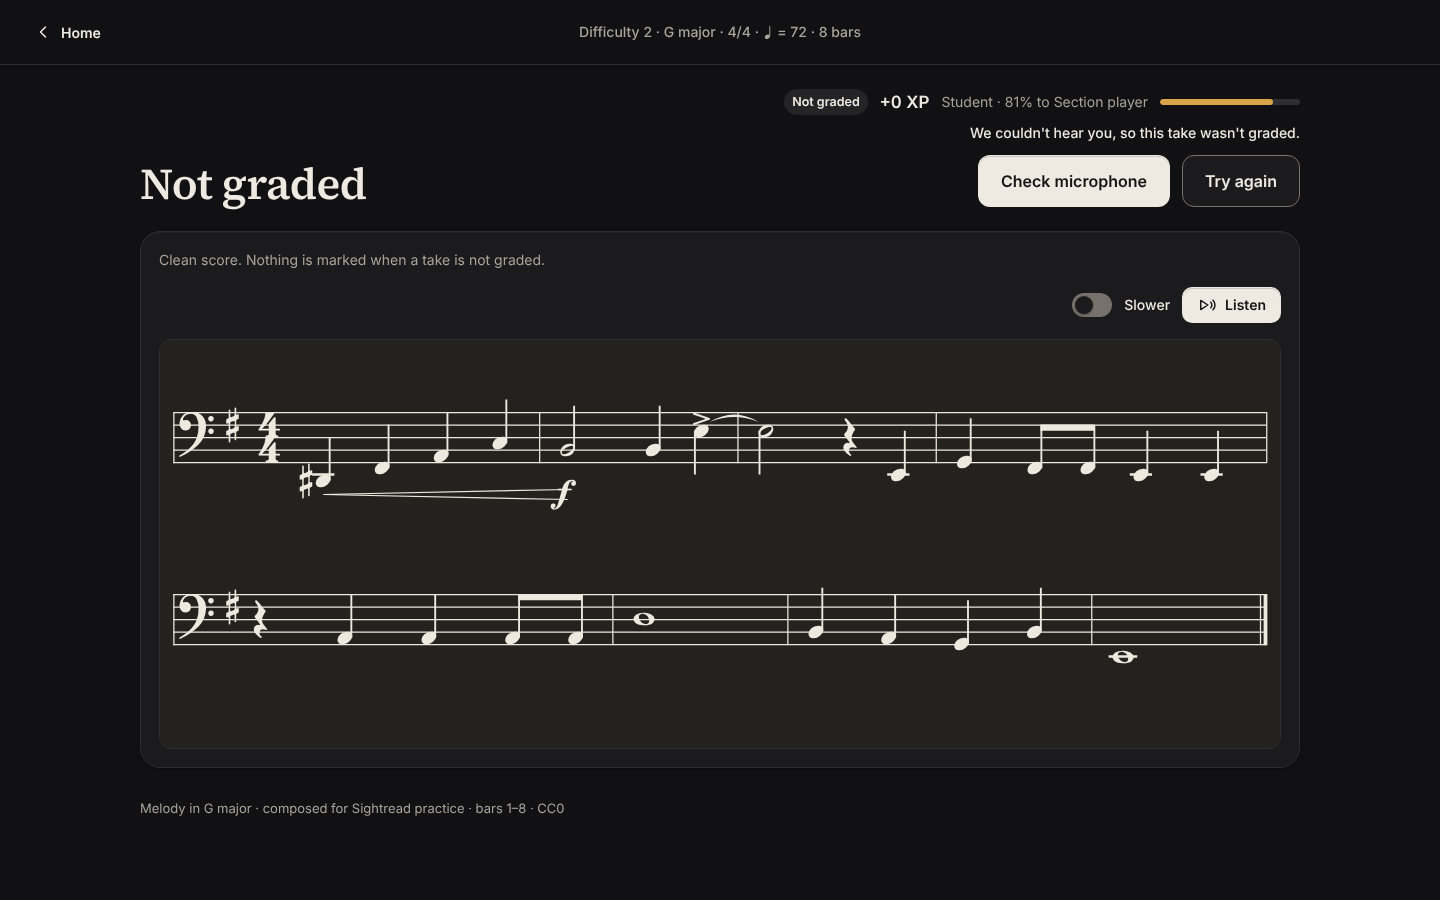 Home
Difficulty 2 · G major · 4/4 · ♩ = 72 · 8 bars
Not graded +0 XP Student · 81% to Section player
We couldn't hear you, so this take wasn't graded.
Not graded
Check microphone
Try again
Clean score. Nothing is marked when a take is not graded.
Slower
Listen
4
4
f
Melody in G major · composed for Sightread practice · bars 1–8 · CC0